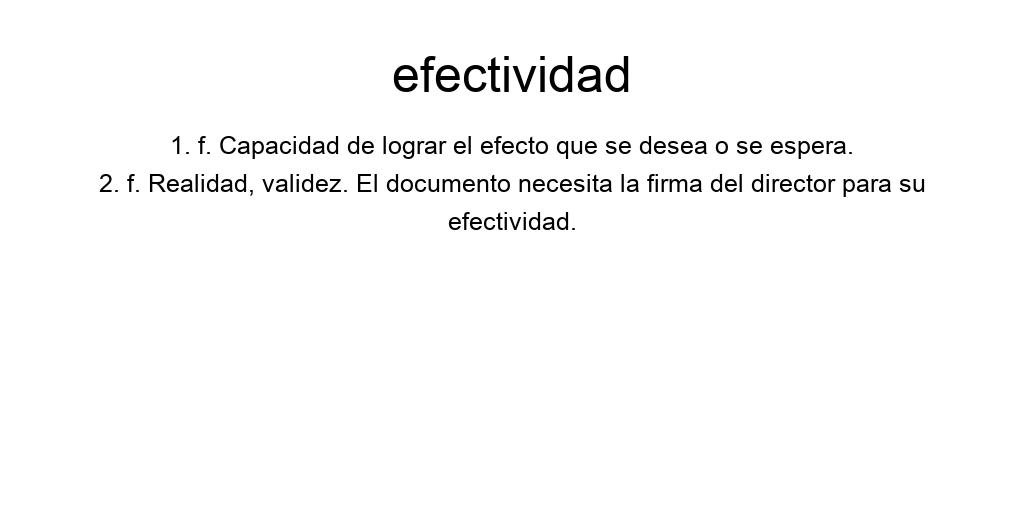 efectividad
1. f. Capacidad de lograr el efecto que se desea o se espera.
2. f. Realidad, validez. El documento necesita la firma del director para su
efectividad.